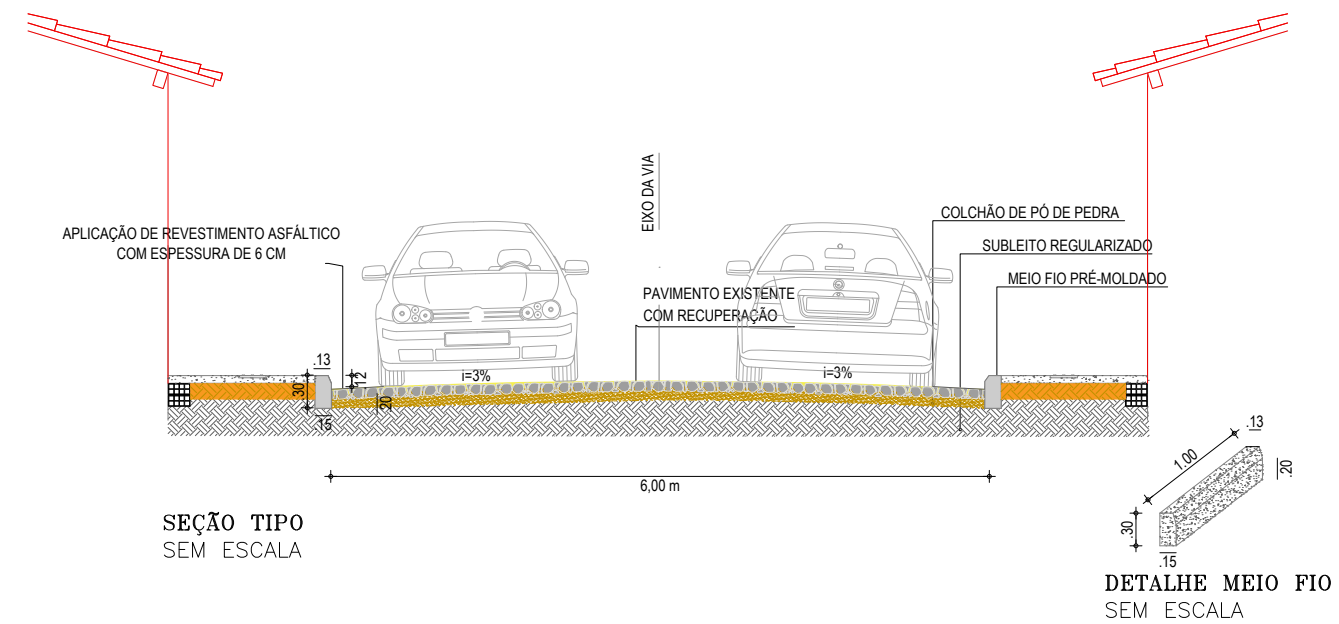 EIXO DA VIA
APLICAÇÃO DE REVESTIMENTO ASFÁLTICO
COM ESPESSURA DE 6 CM
COLCHÃO DE PÓ DE PEDRA
SUBLEITO REGULARIZADO
MEIO FIO PRÉ-MOLDADO
PAVIMENTO EXISTENTE
COM RECUPERAÇÃO
.13
12
.30
.15
20
i=3%
i=3%
6,00 m
SEÇÃO TIPO
SEM ESCALA
.13
1.00
.20
.30
.15
DETALHE MEIO FIO
SEM ESCALA